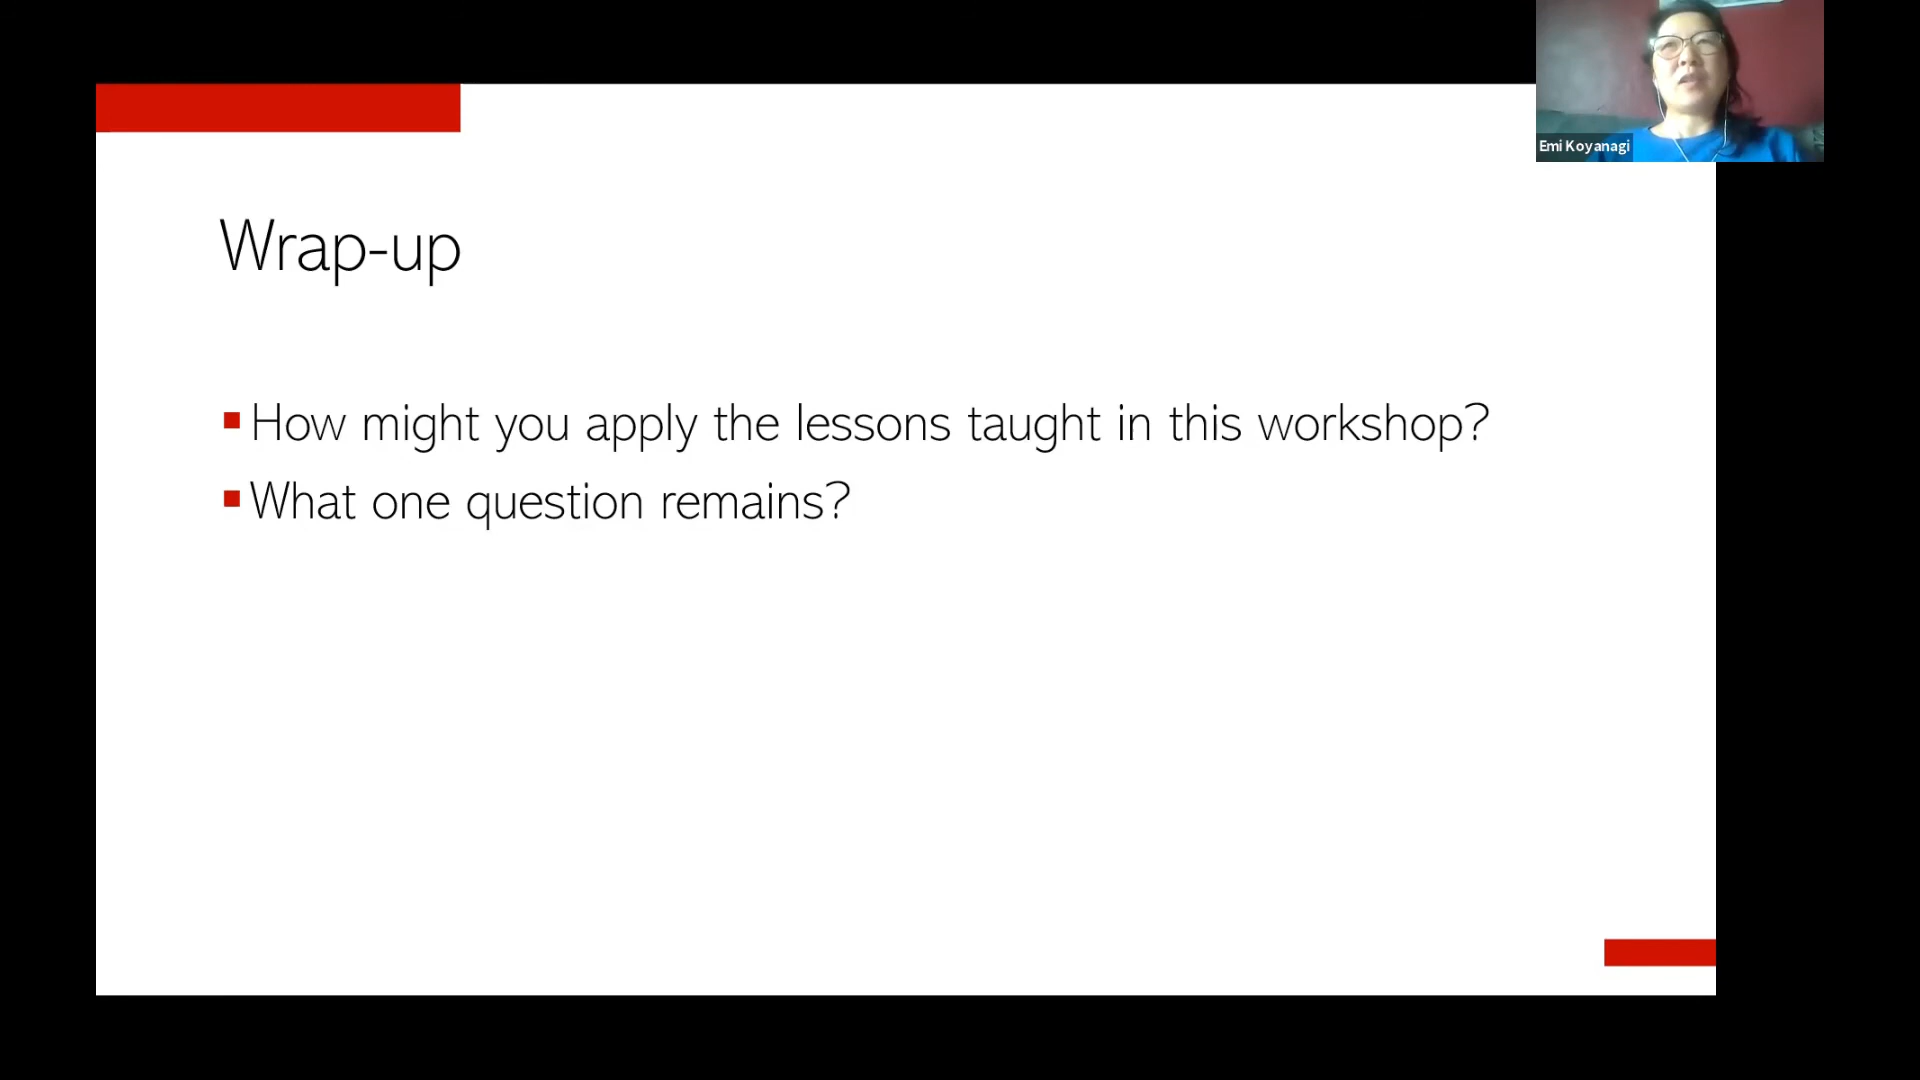 Emi Koyanagi
Wrap-up
▪ How might you apply the lessons taught in this workshop?
▪ What one question remains?